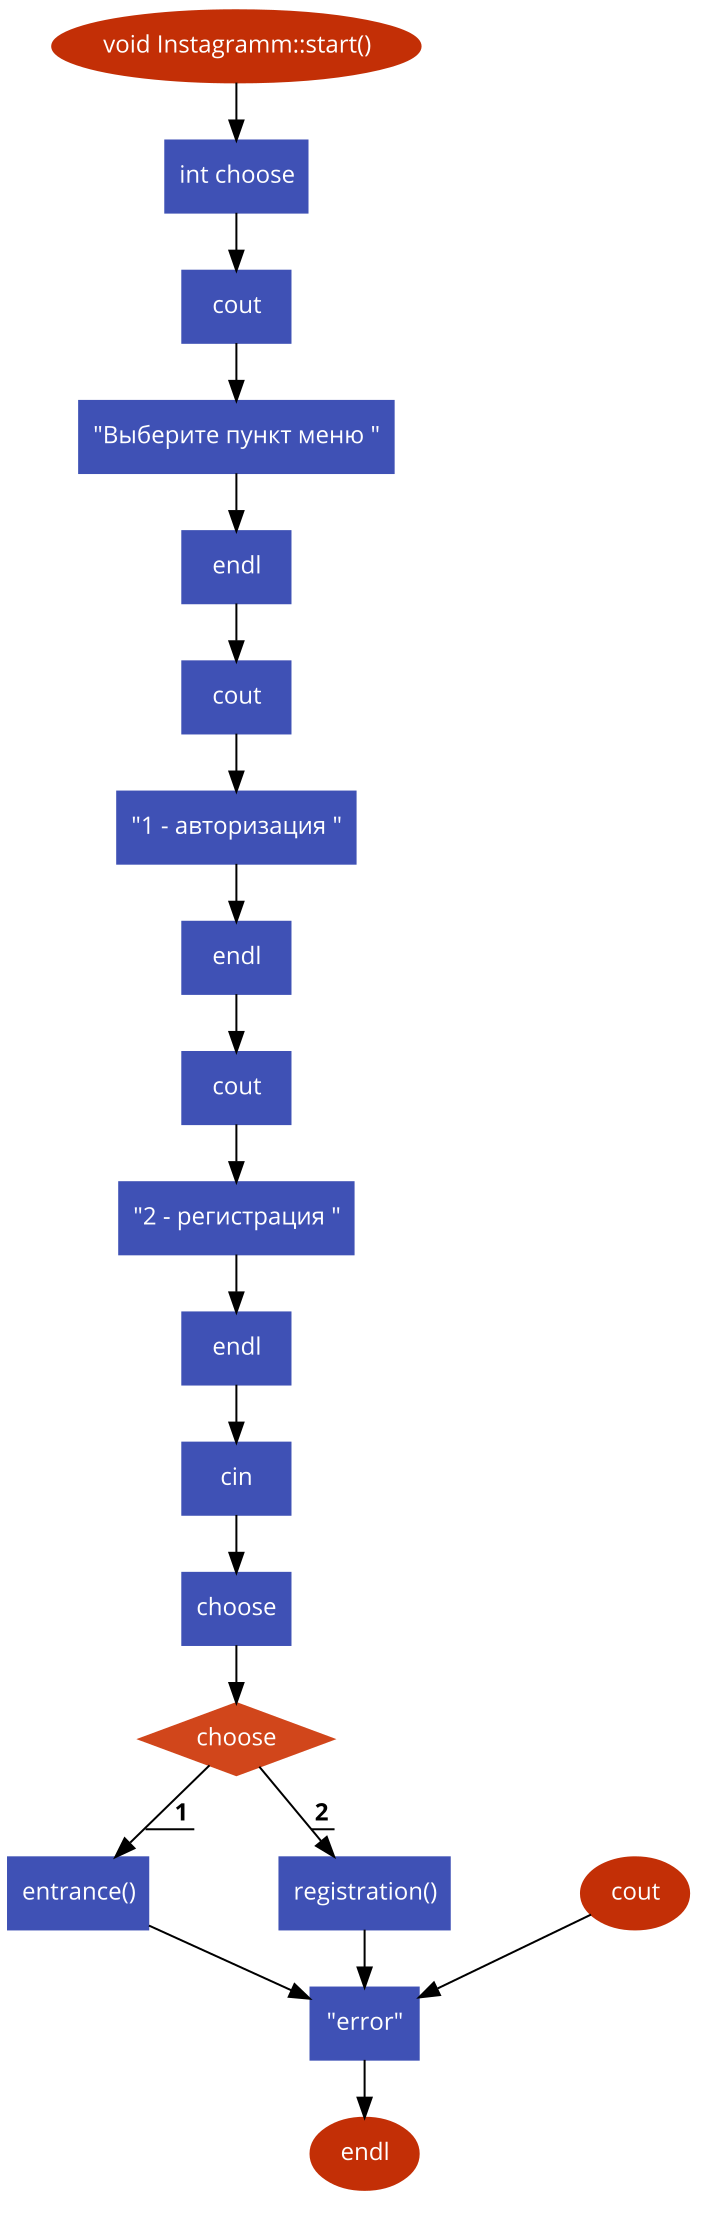 void Instagramm::start()
int choose
cout
"Выберите пункт меню "
endl
cout
"1 - авторизация "
endl
cout
"2 - регистрация "
endl
cin
choose
choose
1
2
entrance()
registration()
cout
"error"
endl